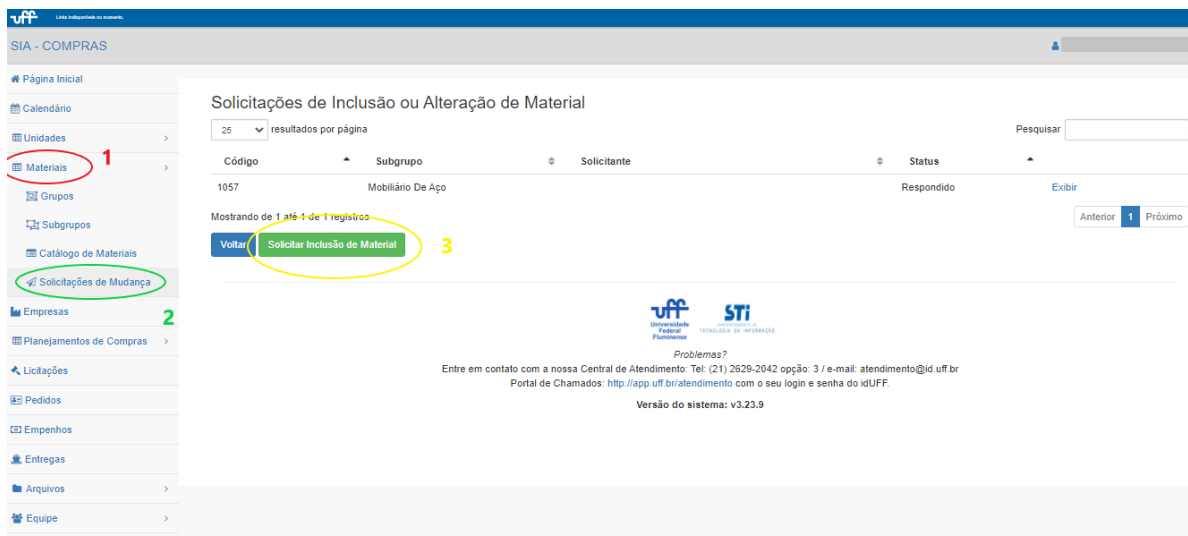 uff Links indisponíveis no momento.
SIA - COMPRAS
Página Inicial
Calendário
Unidades
Materiais 1
Grupos
Subgrupos
Catálogo de Materiais
Solicitações de Mudança
2
Empresas
Planejamentos de Compras
Licitações
Pedidos
Empenhos
Entregas
Arquivos
Equipe
Solicitações de Inclusão ou Alteração de Material
25 resultados por página Pesquisar
Código Subgrupo Solicitante Status
1057 Mobiliário De Aço Respondido Exibir
Mostrando de 1 até 1 de 1 registros Anterior 1 Próximo
Voltar Solicitar Inclusão de Material 3
uff STi
Universidade
Federal
Fluminense
SUPERINTENDÊNCIA DE
TECNOLOGIA DA INFORMAÇÃO
Problemas?
Entre em contato com a nossa Central de Atendimento: Tel: (21) 2629-2042 opção: 3 / e-mail: atendimento@id.uff.br
Portal de Chamados: http://app.uff.br/atendimento com o seu login e senha do idUFF.
Versão do sistema: v3.23.9